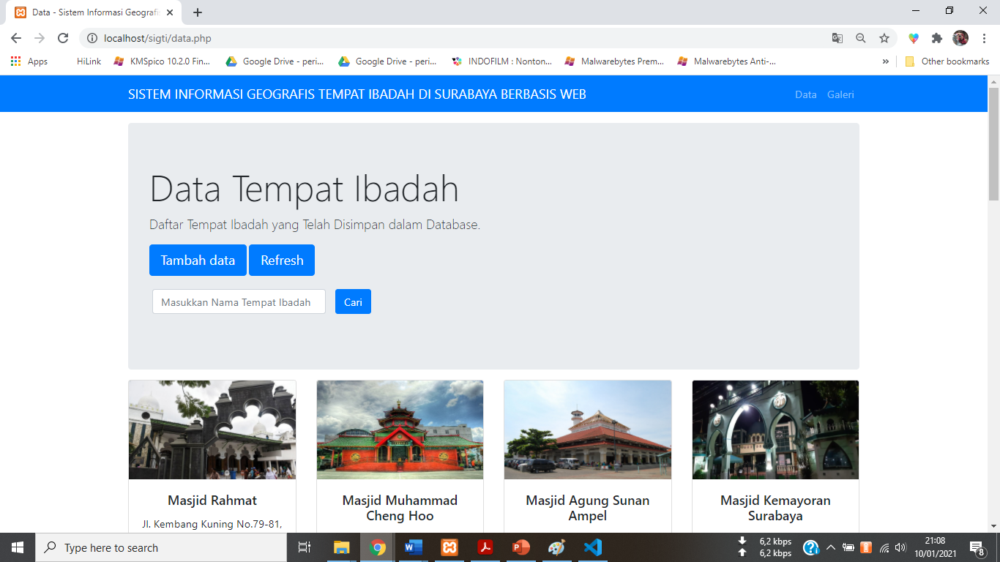 Data - Sistem Informasi Geografi
localhost/sigti/data.php
Apps HiLink KMSpico 10.2.0 Fin... Google Drive - peri... Google Drive - peri... INDOFILM : Nonton... Malwarebytes Prem... Malwarebytes Anti-... » Other bookmarks
SISTEM INFORMASI GEOGRAFIS TEMPAT IBADAH DI SURABAYA BERBASIS WEB Data Galeri
Data Tempat Ibadah
Daftar Tempat Ibadah yang Telah Disimpan dalam Database.
Tambah data Refresh
Masukkan Nama Tempat Ibadah Cari
Masjid Rahmat
Jl. Kembang Kuning No.79-81,
Masjid Muhammad
Cheng Hoo
Masjid Agung Sunan
Ampel
Masjid Kemayoran
Surabaya
Type here to search
6,2 kbps
6,2 kbps
21:08
10/01/2021
8